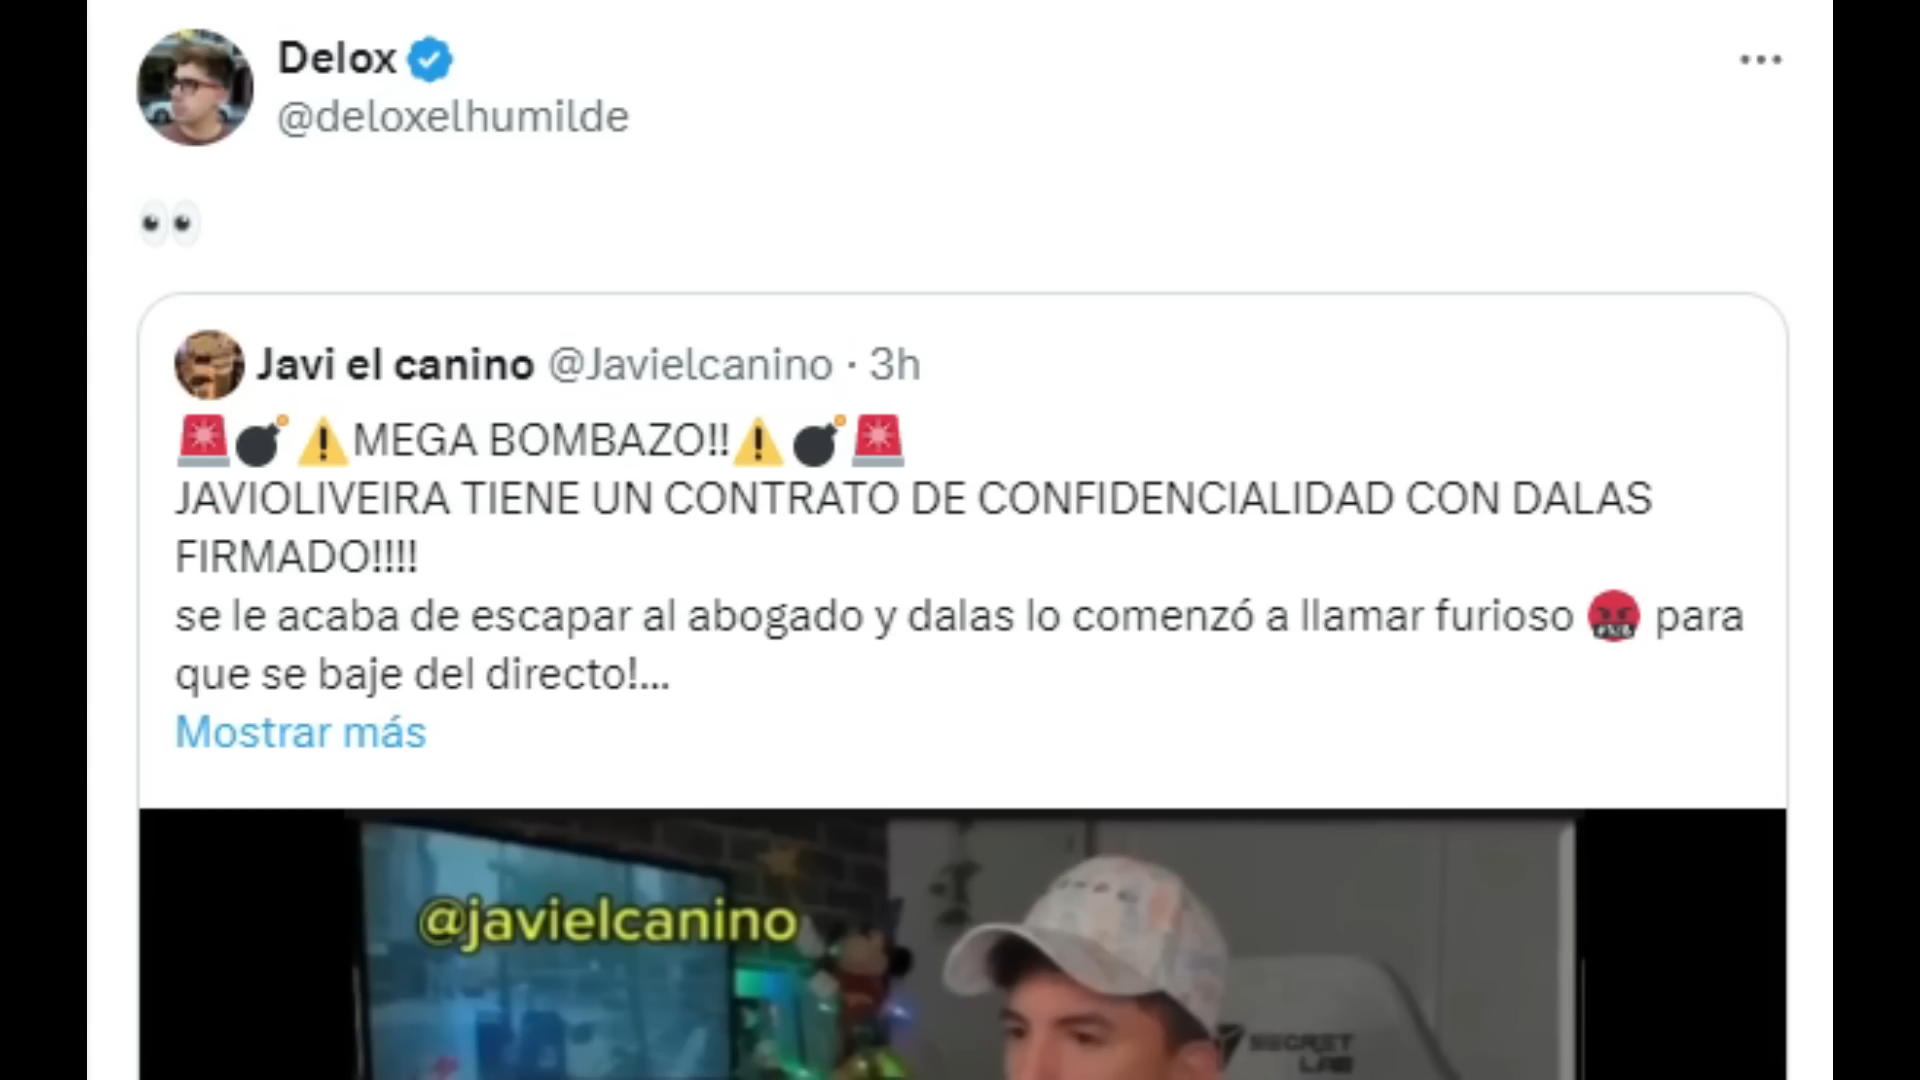 Delox
@deloxelhumilde
👀
Javi el canino @Javielcanino · 3h
🚨💣⚠️MEGA BOMBAZO!!⚠️💣🚨
JAVIOLIVEIRA TIENE UN CONTRATO DE CONFIDENCIALIDAD CON DALAS
FIRMADO!!!!
se le acaba de escapar al abogado y dalas lo comenzó a llamar furioso 🤬 para
que se baje del directo!...
Mostrar más
@javielcanino
SECRET
LAB